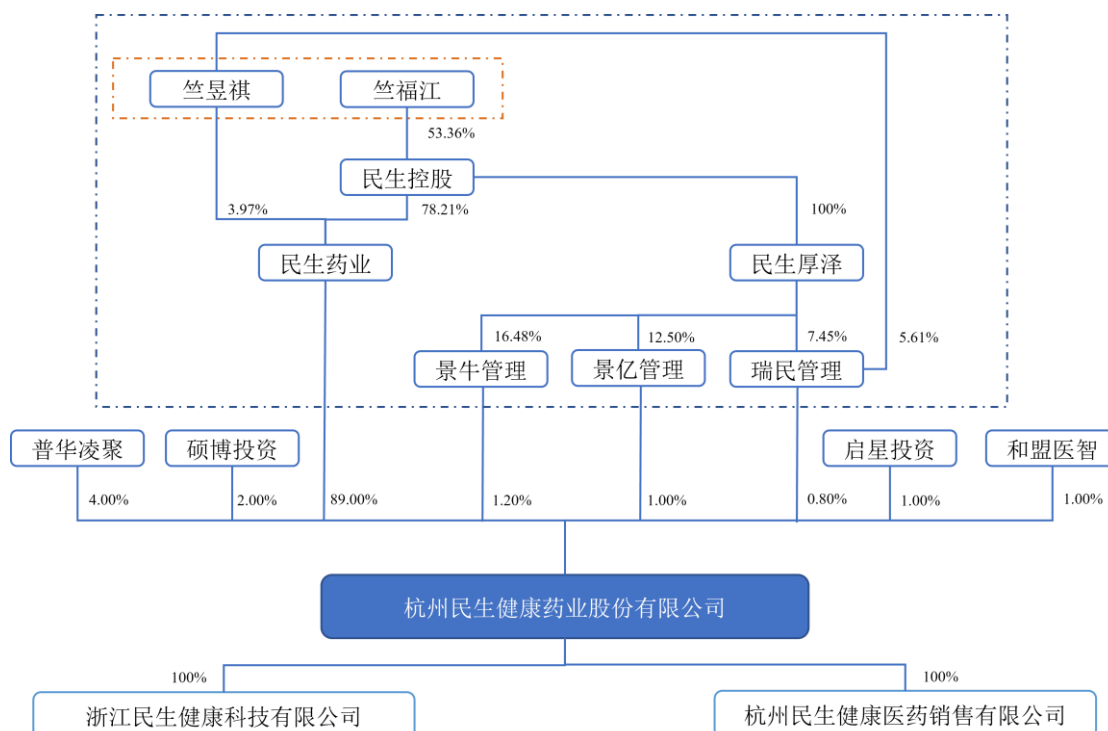 竺昱祺
竺福江
53.36%
民生控股
3.97%
78.21%
100%
民生药业
民生厚泽
16.48%
12.50%
7.45%
5.61%
景牛管理
景亿管理
瑞民管理
普华凌聚
硕博投资
启星投资
和盟医智
4.00%
2.00%
89.00%
1.20%
1.00%
0.80%
1.00%
1.00%
杭州民生健康药业股份有限公司
100%
100%
浙江民生健康科技有限公司
杭州民生健康医药销售有限公司